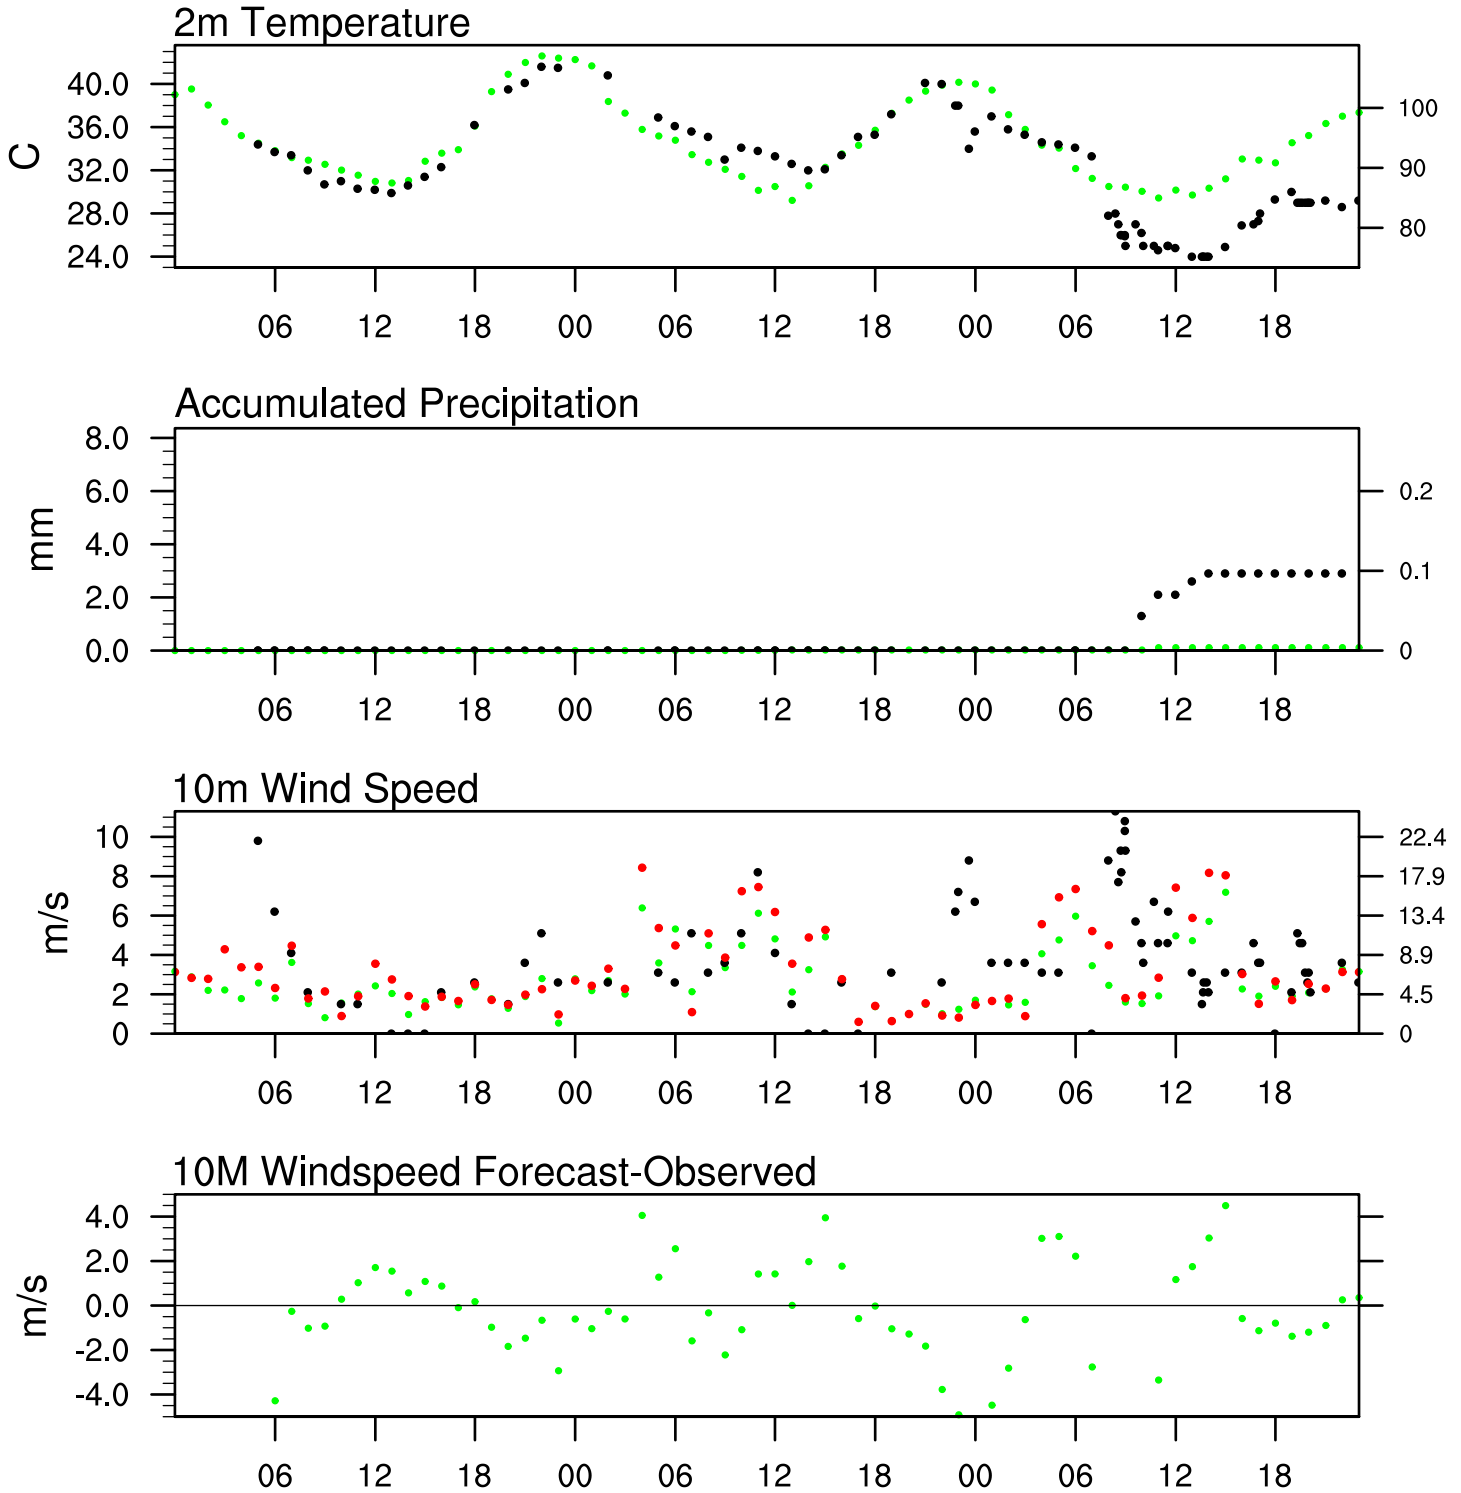 2m Temperature
C
40.0
36.0
32.0
28.0
24.0
100
90
80
06 12 18 00 06 12 18 00 06 12 18
Accumulated Precipitation
mm
8.0
6.0
4.0
2.0
0.0
0.2
0.1
0
06 12 18 00 06 12 18 00 06 12 18
10m Wind Speed
m/s
10
8
6
4
2
0
22.4
17.9
13.4
8.9
4.5
0
06 12 18 00 06 12 18 00 06 12 18
10M Windspeed Forecast-Observed
m/s
4.0
2.0
0.0
-2.0
-4.0
06 12 18 00 06 12 18 00 06 12 18